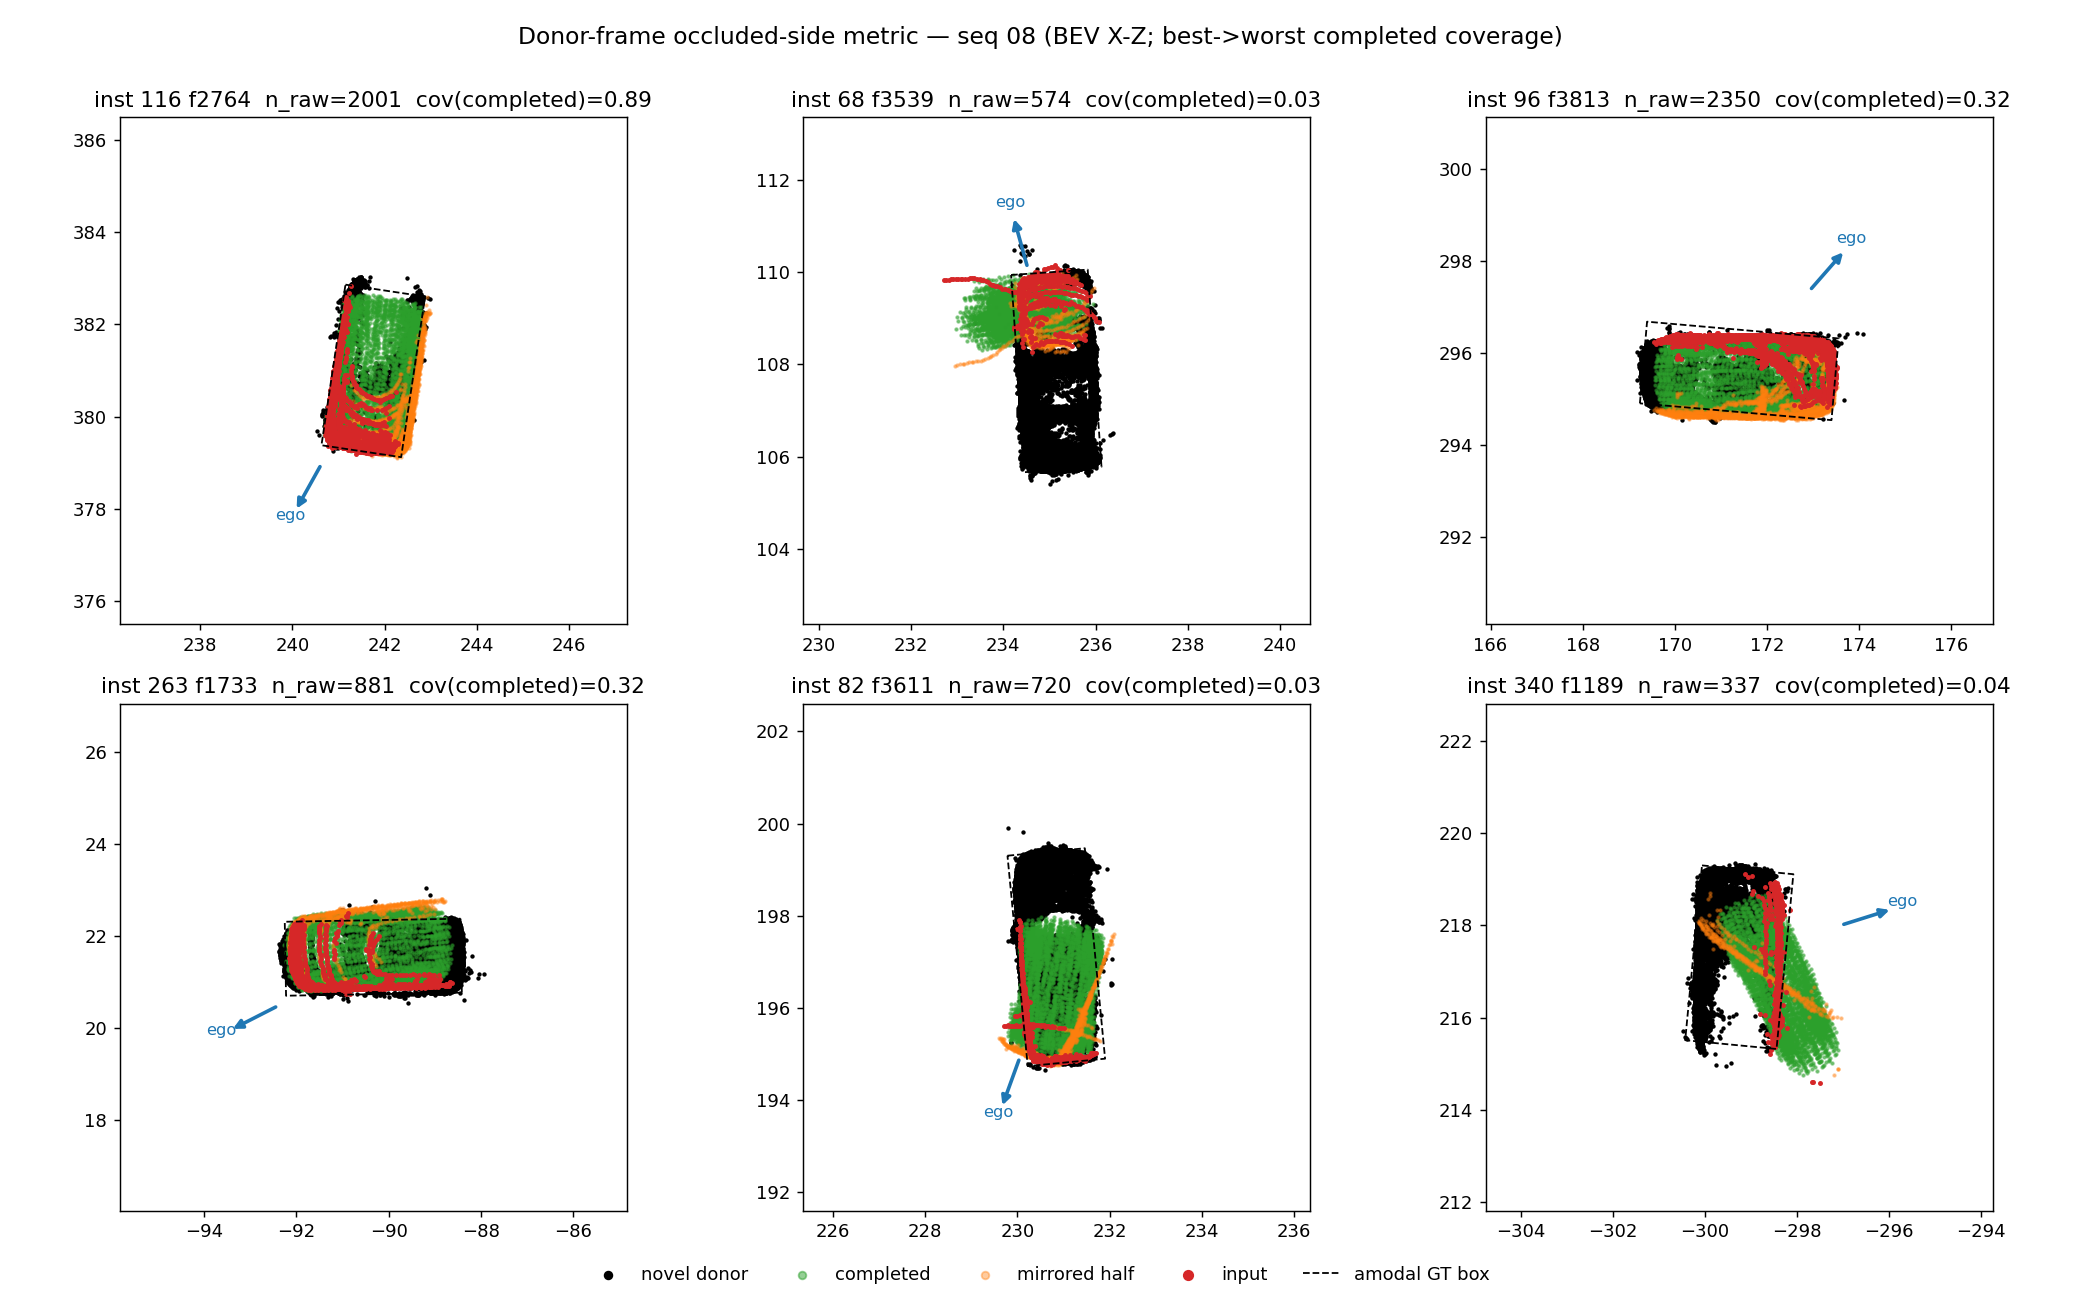 Donor-frame occluded-side metric — seq 08 (BEV X-Z; best->worst completed coverage)
inst 116 f2764  n_raw=2001  cov(completed)=0.89
386
384
382
380
378
376
238 240 242 244 246
ego
inst 68 f3539  n_raw=574  cov(completed)=0.03
112
110
108
106
104
230 232 234 236 238 240
ego
inst 96 f3813  n_raw=2350  cov(completed)=0.32
300
298
296
294
292
166 168 170 172 174 176
ego
inst 263 f1733  n_raw=881  cov(completed)=0.32
26
24
22
20
18
−94 −92 −90 −88 −86
ego
inst 82 f3611  n_raw=720  cov(completed)=0.03
202
200
198
196
194
192
226 228 230 232 234 236
ego
inst 340 f1189  n_raw=337  cov(completed)=0.04
222
220
218
216
214
212
−304 −302 −300 −298 −296 −294
ego
novel donor completed mirrored half input amodal GT box